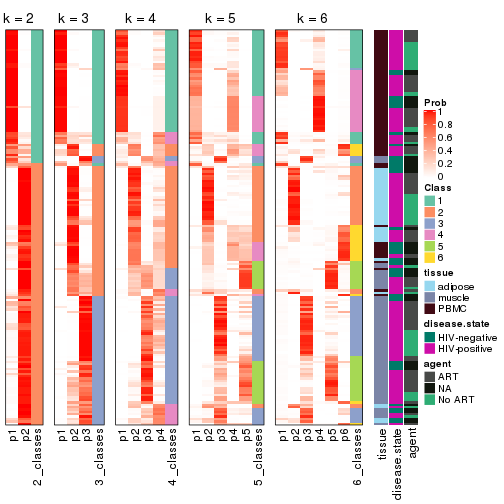 k = 2 k = 3 k = 4 k = 5 k = 6
Prob
1
0.8
0.6
0.4
0.2
0
Class
1
2
3
4
5
6
tissue
adipose
muscle
PBMC
disease.state
HIV-negative
HIV-positive
agent
ART
NA
No ART
p1 p2 2_classes p1 p2 p3 3_classes p1 p2 p3 p4 4_classes p1 p2 p3 p4 p5 5_classes p1 p2 p3 p4 p5 p6 6_classes tissue disease.state agent